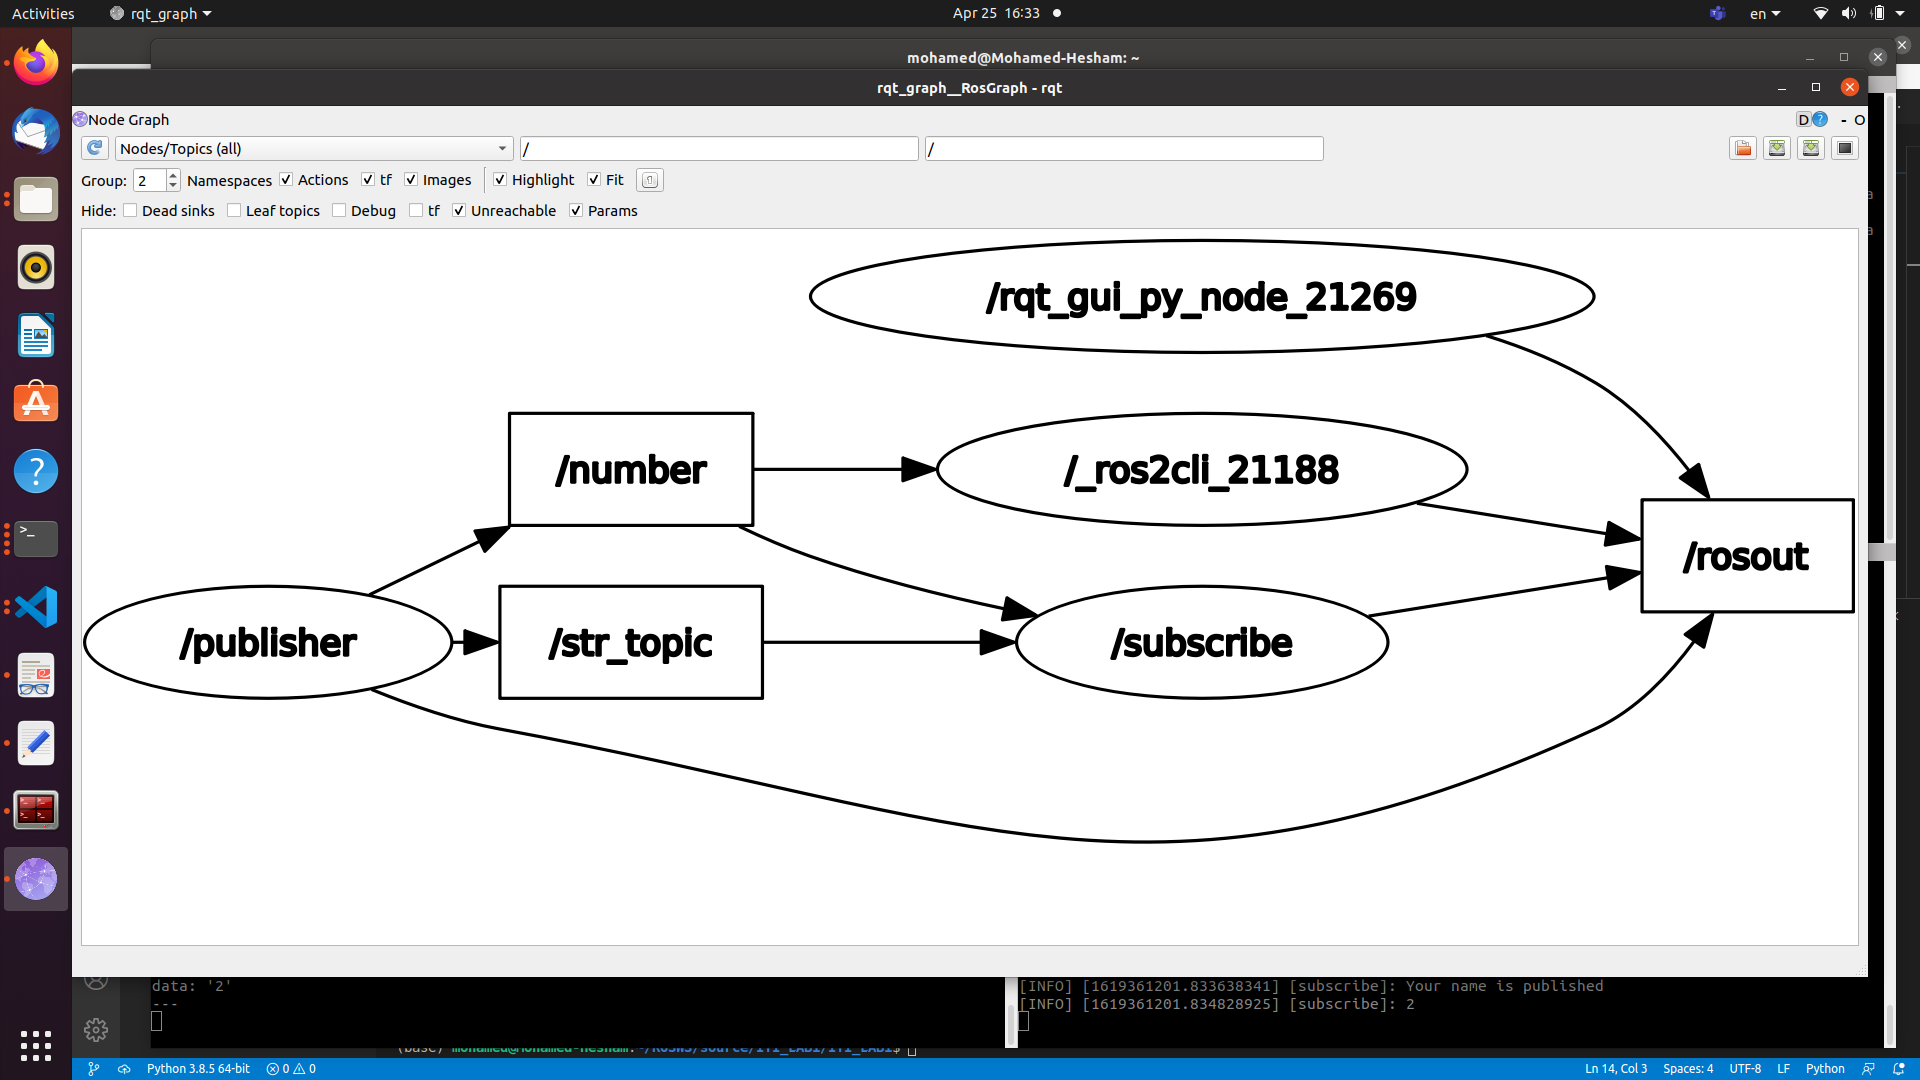 Activities rqt_graph Apr 25 16:33 en
mohamed@Mohamed-Hesham: ~
rqt_graph__RosGraph - rqt
Node Graph D ? - O
Nodes/Topics (all) / /
Group: 2 Namespaces Actions tf Images Highlight Fit
Hide: Dead sinks Leaf topics Debug tf Unreachable Params
/rqt_gui_py_node_21269
/number
/_ros2cli_21188
/rosout
/publisher
/str_topic
/subscribe
data: '2'
---
[INFO] [1619361201.833638341] [subscribe]: Your name is published
[INFO] [1619361201.834828925] [subscribe]: 2
Python 3.8.5 64-bit 0 0 Ln 14, Col 3 Spaces: 4 UTF-8 LF Python